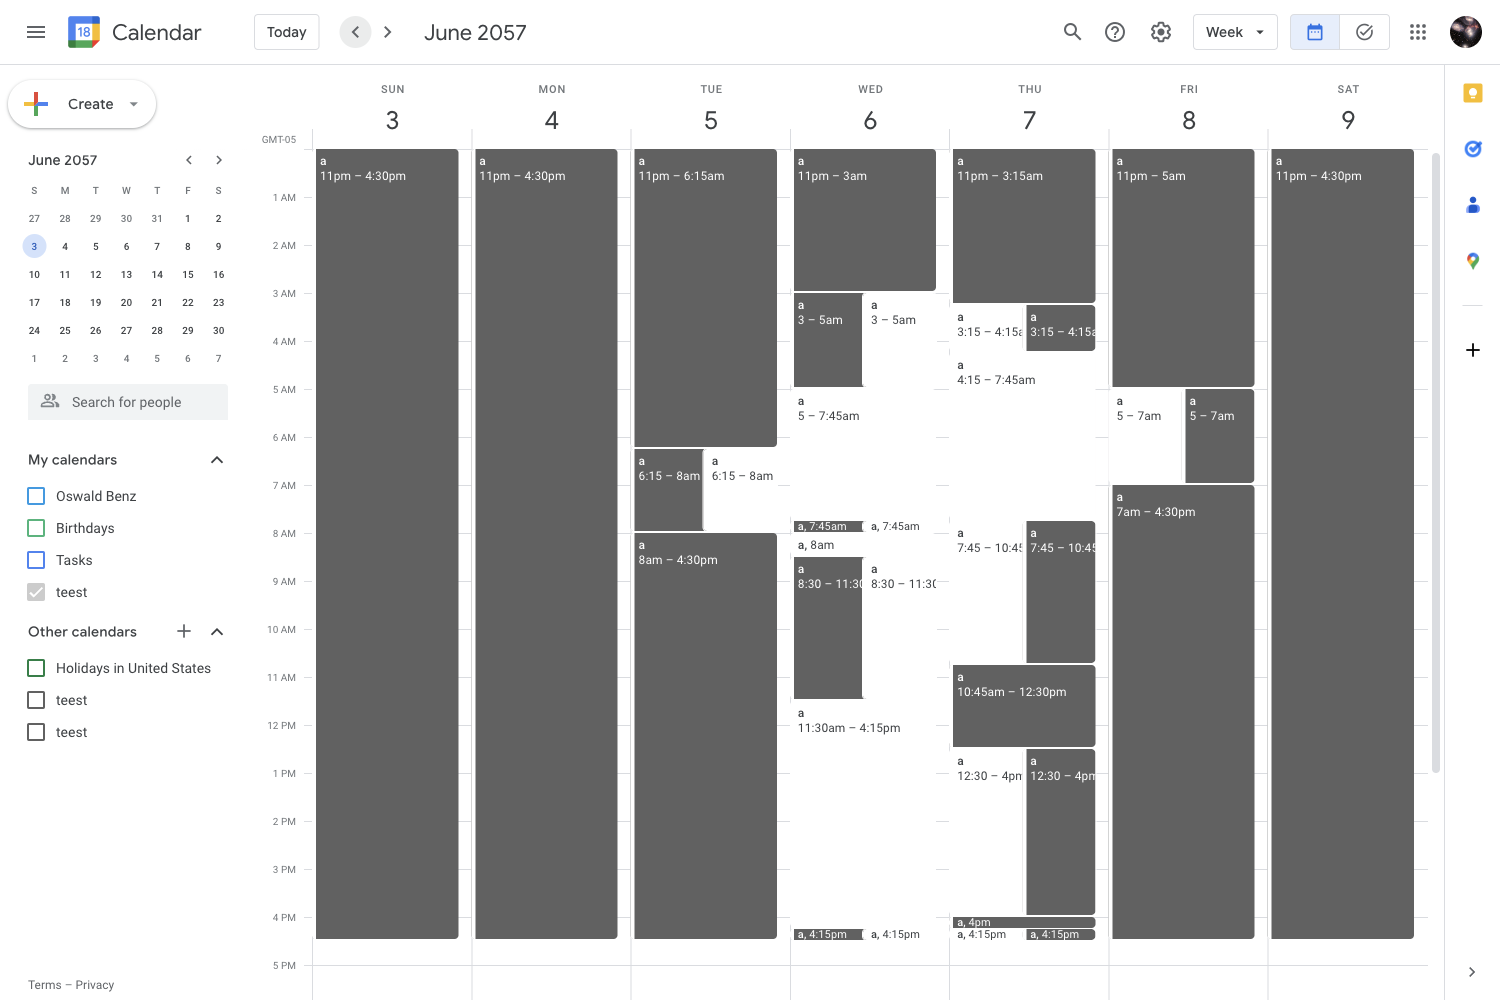 18 Calendar Today June 2057 Week
Create
June 2057
S M T W T F S
27 28 29 30 31 1 2
3 4 5 6 7 8 9
10 11 12 13 14 15 16
17 18 19 20 21 22 23
24 25 26 27 28 29 30
1 2 3 4 5 6 7
Search for people
My calendars
Oswald Benz
Birthdays
Tasks
teest
Other calendars
Holidays in United States
teest
teest
Terms – Privacy
SUN MON TUE WED THU FRI SAT
3 4 5 6 7 8 9
GMT-05
1 AM
2 AM
3 AM
4 AM
5 AM
6 AM
7 AM
8 AM
9 AM
10 AM
11 AM
12 PM
1 PM
2 PM
3 PM
4 PM
5 PM
a
11pm – 4:30pm
a
11pm – 4:30pm
a
11pm – 6:15am
a
6:15 – 8am
a
6:15 – 8am
a
8am – 4:30pm
a
11pm – 3am
a
3 – 5am
a
3 – 5am
a
5 – 7:45am
a, 7:45am
a, 7:45am
a, 8am
a
8:30 – 11:30
a
8:30 – 11:30
a
11:30am – 4:15pm
a, 4:15pm
a, 4:15pm
a
11pm – 3:15am
a
3:15 – 4:15a
a
3:15 – 4:15a
a
4:15 – 7:45am
a
7:45 – 10:45
a
7:45 – 10:45
a
10:45am – 12:30pm
a
12:30 – 4pm
a
12:30 – 4pm
a, 4pm
a, 4:15pm
a, 4:15pm
a
11pm – 5am
a
5 – 7am
a
5 – 7am
a
7am – 4:30pm
a
11pm – 4:30pm